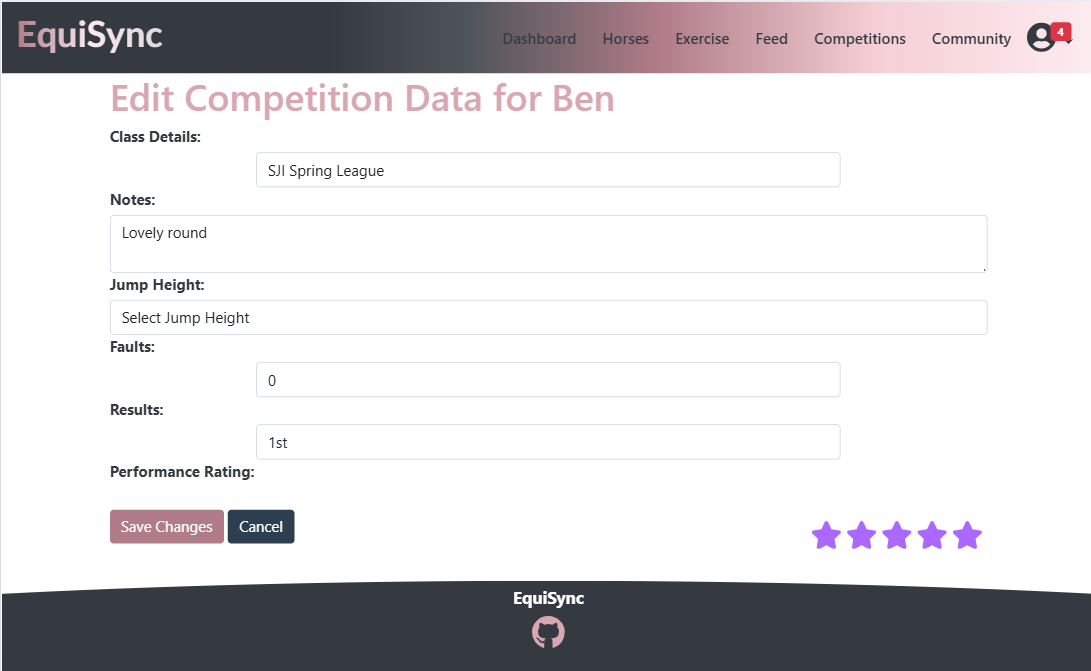 EquiSync
Dashboard Horses Exercise Feed Competitions Community 4
Edit Competition Data for Ben
Class Details:
SJI Spring League
Notes:
Lovely round
Jump Height:
Select Jump Height
Faults:
0
Results:
1st
Performance Rating:
Save Changes Cancel
EquiSync